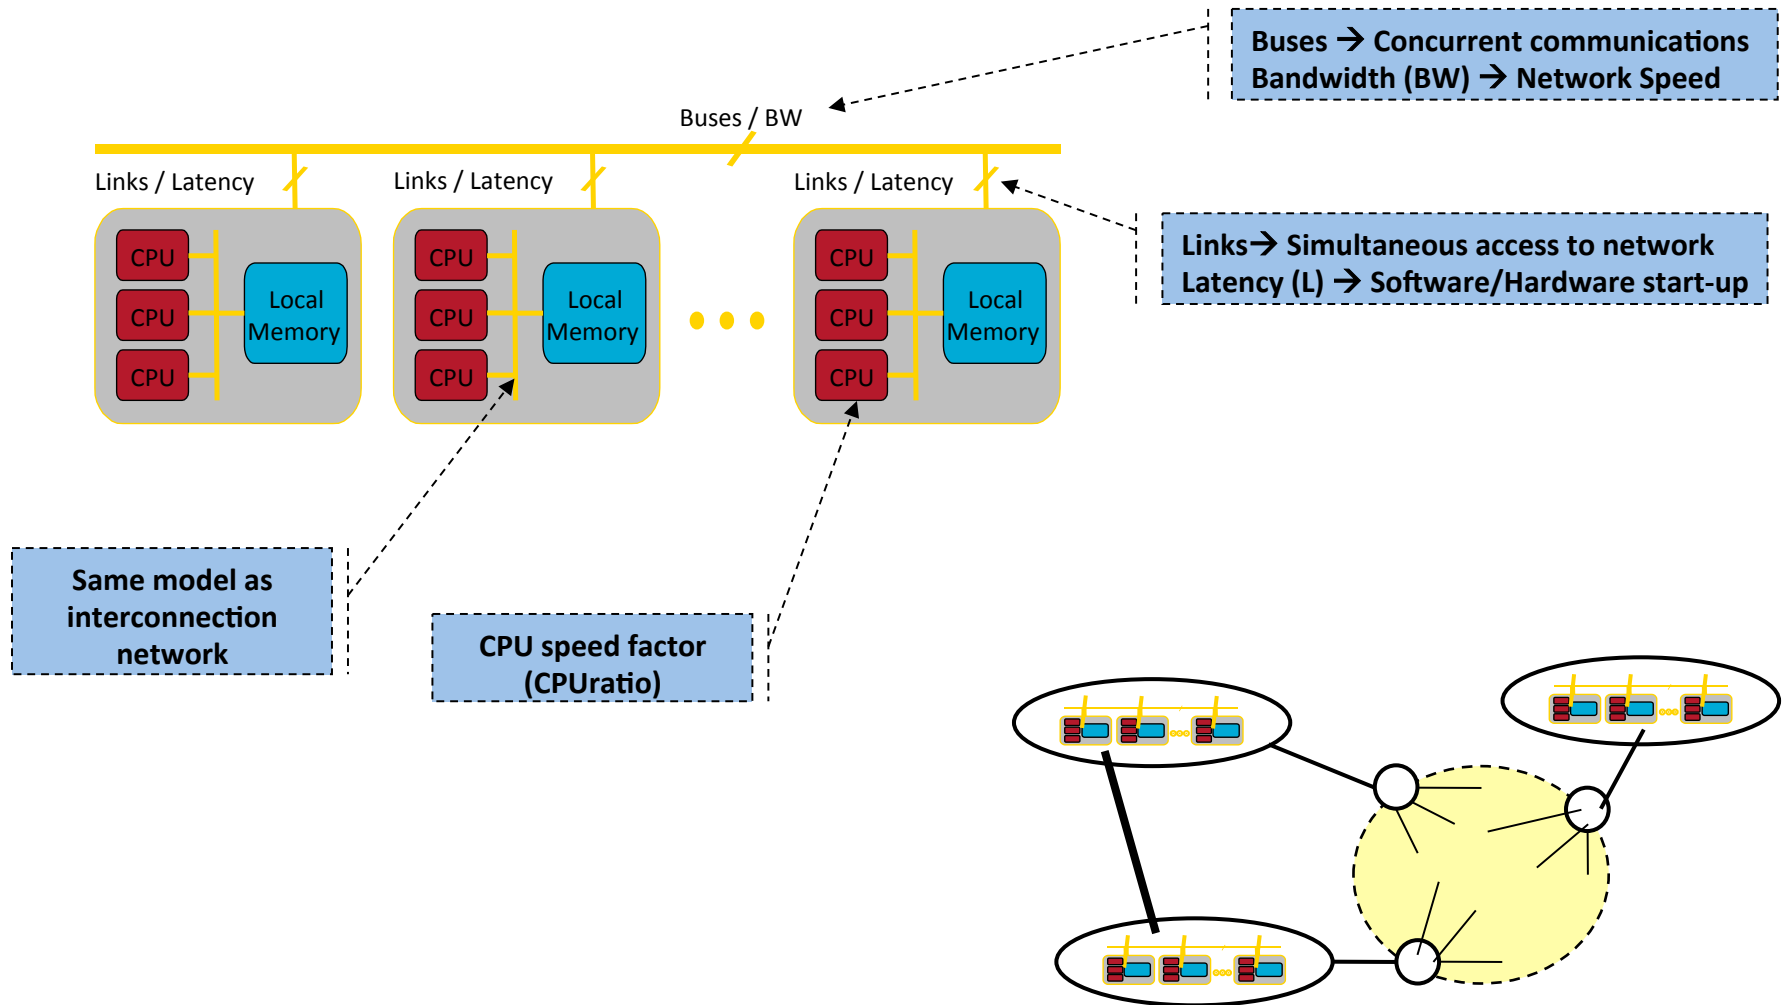 Buses → Concurrent communications
Bandwidth (BW) → Network Speed
Buses / BW
Links / Latency
Links / Latency
Links / Latency
Links→ Simultaneous access to network
Latency (L) → Software/Hardware start-up
CPU
CPU
CPU
Local
Memory
CPU
CPU
CPU
Local
Memory
CPU
CPU
CPU
Local
Memory
Same model as
interconnection
network
CPU speed factor
(CPUratio)